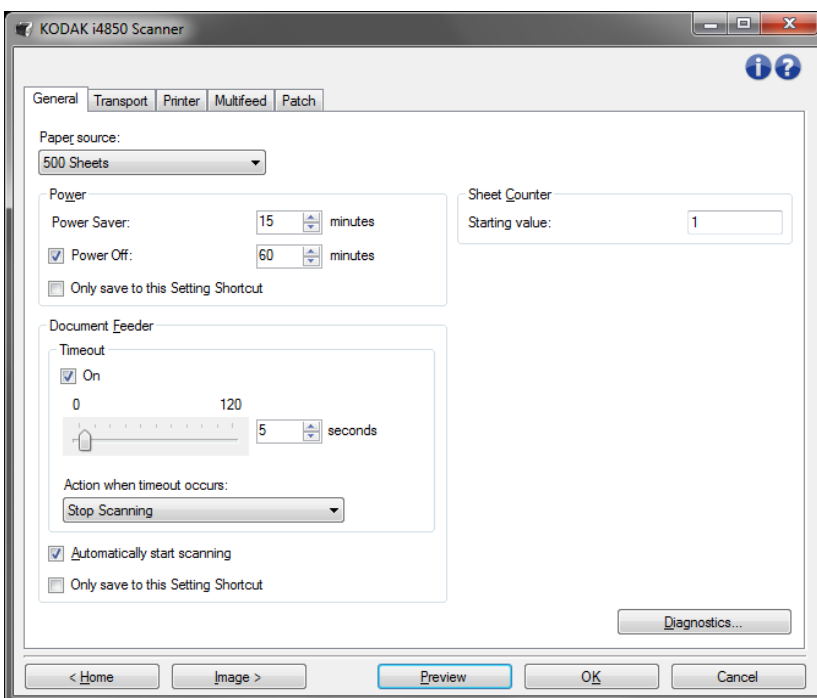 KODAK i4850 Scanner
General Transport Printer Multifeed Patch
Paper source:
500 Sheets
Power
Power Saver: 15 minutes
Power Off: 60 minutes
Only save to this Setting Shortcut
Sheet Counter
Starting value: 1
Document Feeder
Timeout
On
0 120
5 seconds
Action when timeout occurs:
Stop Scanning
Automatically start scanning
Only save to this Setting Shortcut
Diagnostics...
< Home Image > Preview OK Cancel